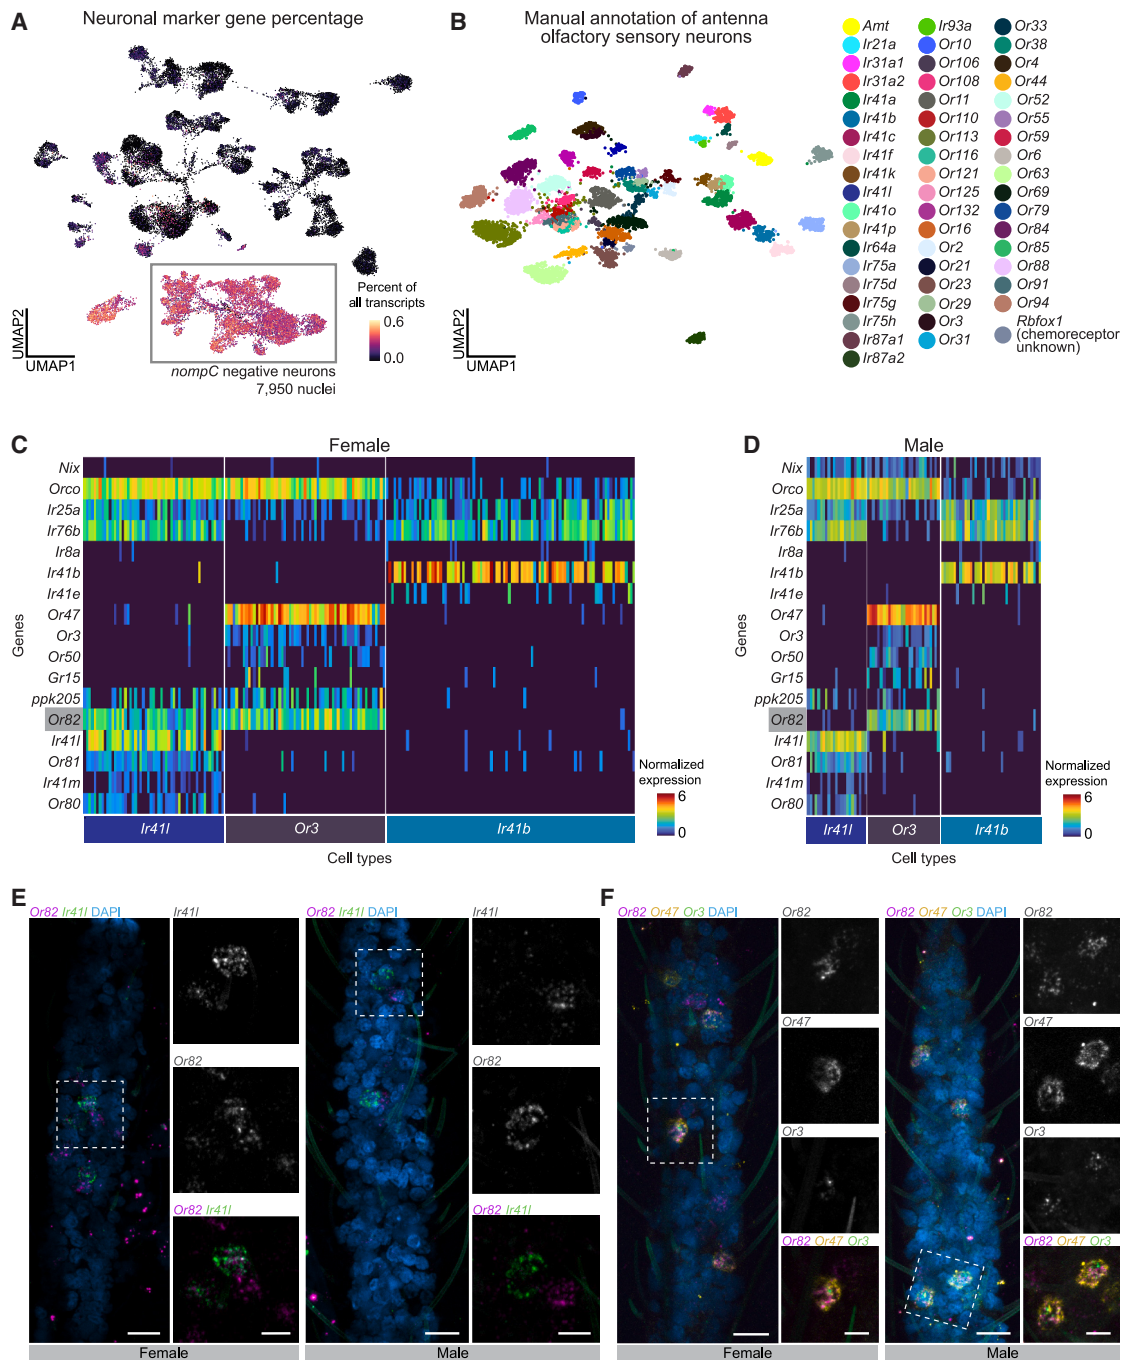 A Neuronal marker gene percentage
Percent of
all transcripts
0.6
0.0
UMAP2
UMAP1
nompC negative neurons
7,950 nuclei
B Manual annotation of antenna
olfactory sensory neurons
UMAP2
UMAP1
Amt
Ir21a
Ir31a1
Ir31a2
Ir41a
Ir41b
Ir41c
Ir41f
Ir41k
Ir41l
Ir41o
Ir41p
Ir64a
Ir75a
Ir75d
Ir75g
Ir75h
Ir87a1
Ir87a2
Ir93a
Or10
Or106
Or108
Or11
Or110
Or113
Or116
Or121
Or125
Or132
Or16
Or2
Or21
Or23
Or29
Or3
Or31
Or33
Or38
Or4
Or44
Or52
Or55
Or59
Or6
Or63
Or69
Or79
Or84
Or85
Or88
Or91
Or94
Rbfox1
(chemoreceptor
unknown)
C Female
Genes
Nix
Orco
Ir25a
Ir76b
Ir8a
Ir41b
Ir41e
Or47
Or3
Or50
Gr15
ppk205
Or82
Ir41l
Or81
Ir41m
Or80
Ir41l Or3 Ir41b
Cell types
Normalized
expression
6
0
D Male
Genes
Nix
Orco
Ir25a
Ir76b
Ir8a
Ir41b
Ir41e
Or47
Or3
Or50
Gr15
ppk205
Or82
Ir41l
Or81
Ir41m
Or80
Ir41l Or3 Ir41b
Cell types
Normalized
expression
6
0
E
Or82 Ir41l DAPI
Ir41l
Or82
Or82 Ir41l
Female
Or82 Ir41l DAPI
Ir41l
Or82
Or82 Ir41l
Male
F
Or82 Or47 Or3 DAPI
Or82
Or47
Or3
Or82 Or47 Or3
Female
Or82 Or47 Or3 DAPI
Or82
Or47
Or3
Or82 Or47 Or3
Male